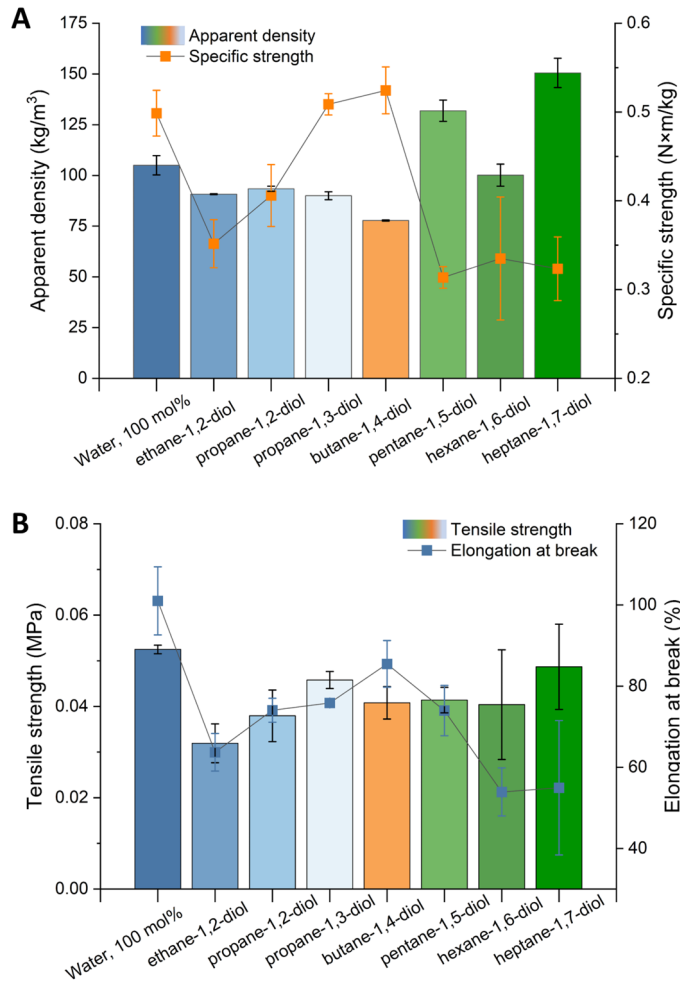 A
Apparent density
Specific strength
Apparent density (kg/m³)
175
150
125
100
75
50
25
0
Specific strength (N×m/kg)
0.6
0.5
0.4
0.3
0.2
Water, 100 mol%
ethane-1,2-diol
propane-1,2-diol
propane-1,3-diol
butane-1,4-diol
pentane-1,5-diol
hexane-1,6-diol
heptane-1,7-diol
B
Tensile strength
Elongation at break
Tensile strength (MPa)
0.08
0.06
0.04
0.02
0.00
Elongation at break (%)
120
100
80
60
40
Water, 100 mol%
ethane-1,2-diol
propane-1,2-diol
propane-1,3-diol
butane-1,4-diol
pentane-1,5-diol
hexane-1,6-diol
heptane-1,7-diol